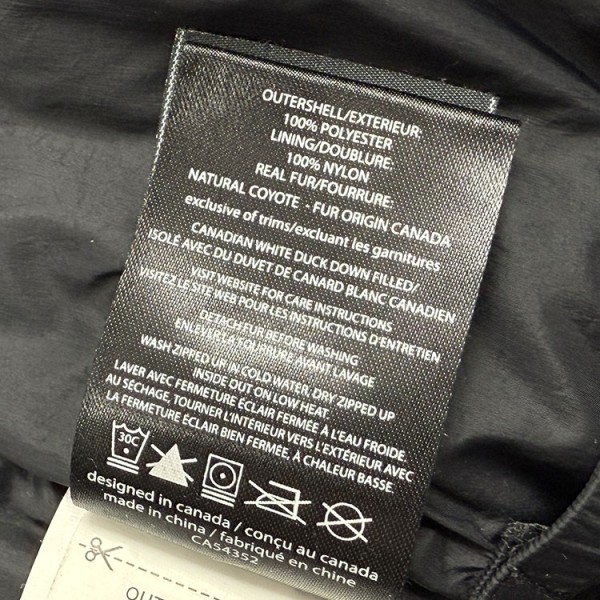 OUTERSHELL/EXTERIEUR:
100% POLYESTER
LINING/DOUBLURE:
100% NYLON
REAL FUR/FOURRURE:
NATURAL COYOTE - FUR ORIGIN CANADA
exclusive of trims/excluant les garnitures
CANADIAN WHITE DUCK DOWN FILLED/
ISOLÉ AVEC DU DUVET DE CANARD BLANC CANADIEN
VISIT WEBSITE FOR CARE INSTRUCTIONS
VISITEZ LE SITE WEB POUR LES INSTRUCTIONS D'ENTRETIEN
DETACH FUR BEFORE WASHING
ENLEVER LA FOURRURE AVANT LAVAGE
WASH ZIPPED UP IN COLD WATER, DRY ZIPPED UP
INSIDE OUT ON LOW HEAT.
LAVER AVEC FERMETURE ÉCLAIR FERMÉE À L'EAU FROIDE.
AU SÉCHAGE, TOURNER L'INTERIEUR VERS L'EXTÉRIEUR AVEC
LA FERMETURE ÉCLAIR BIEN FERMÉE, À CHALEUR BASSE.
30C
designed in canada / conçu au canada
made in china / fabriqué en chine
CA54352